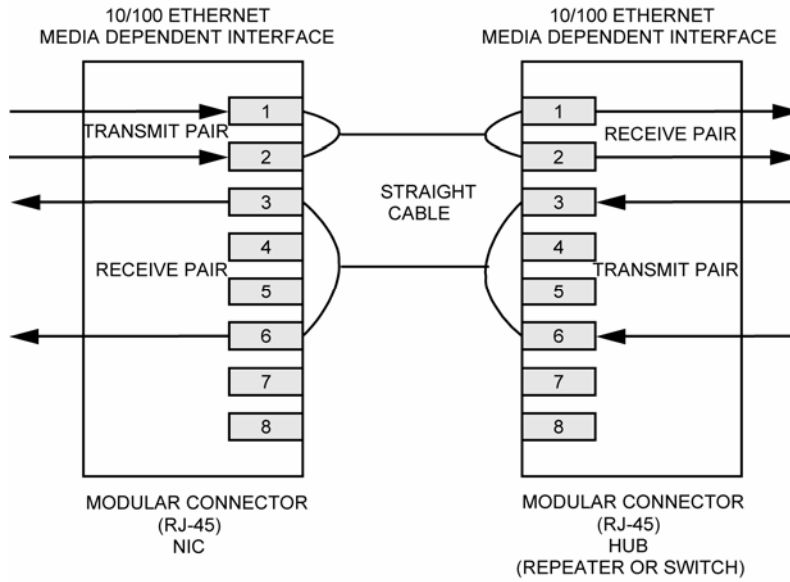 10/100 ETHERNET
MEDIA DEPENDENT INTERFACE
10/100 ETHERNET
MEDIA DEPENDENT INTERFACE
1
TRANSMIT PAIR
2
3
4
RECEIVE PAIR
5
6
7
8
STRAIGHT
CABLE
1
RECEIVE PAIR
2
3
4
TRANSMIT PAIR
5
6
7
8
MODULAR CONNECTOR
(RJ-45)
NIC
MODULAR CONNECTOR
(RJ-45)
HUB
(REPEATER OR SWITCH)